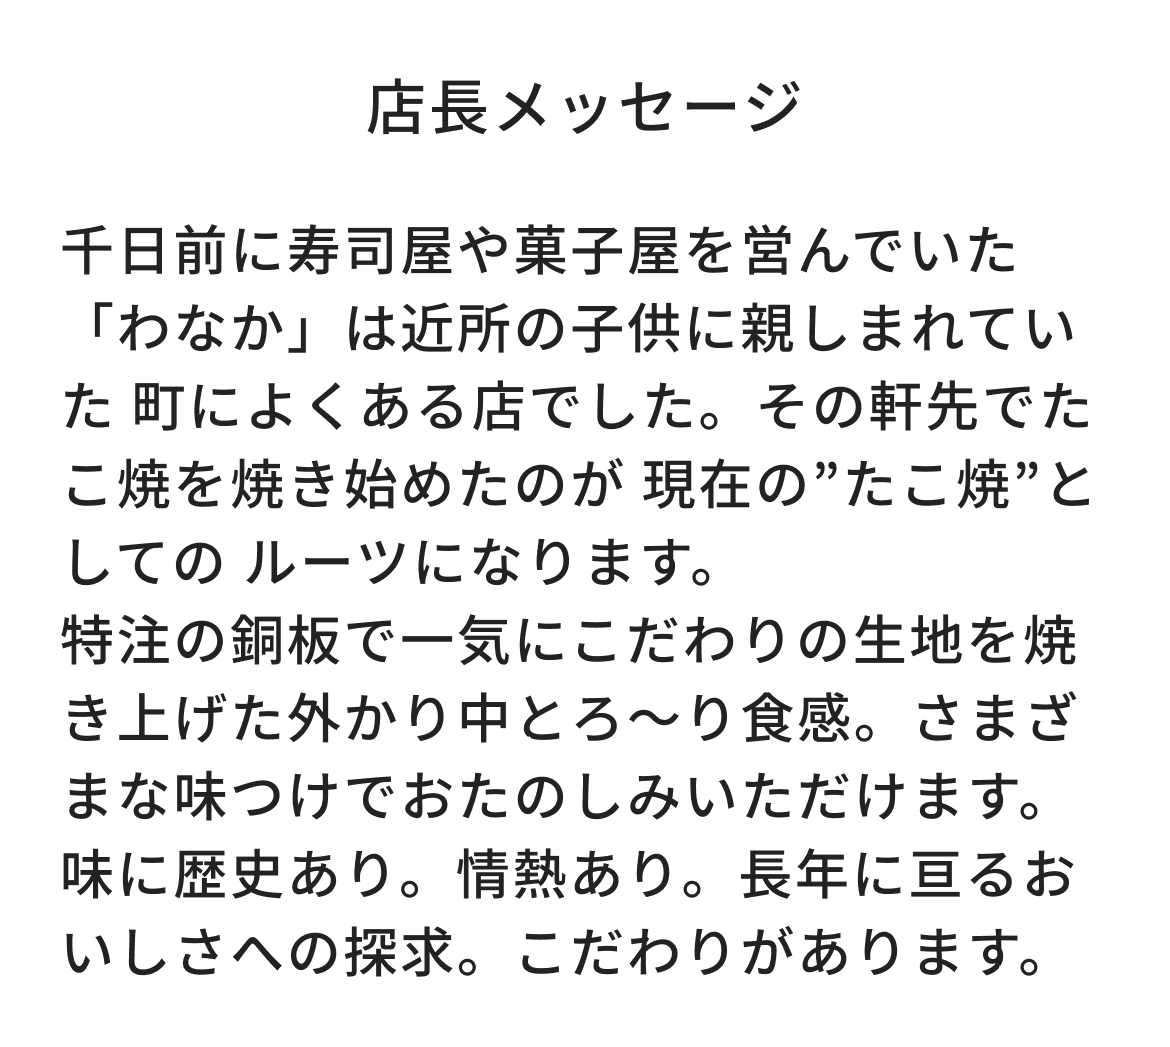 店長メッセージ
千日前に寿司屋や菓子屋を営んでいた
「わなか」は近所の子供に親しまれてい
た 町によくある店でした。その軒先でた
こ焼を焼き始めたのが 現在の”たこ焼”と
しての ルーツになります。
特注の銅板で一気にこだわりの生地を焼
き上げた外かり中とろ〜り食感。さまざ
まな味つけでおたのしみいただけます。
味に歴史あり。情熱あり。長年に亘るお
いしさへの探求。こだわりがあります。